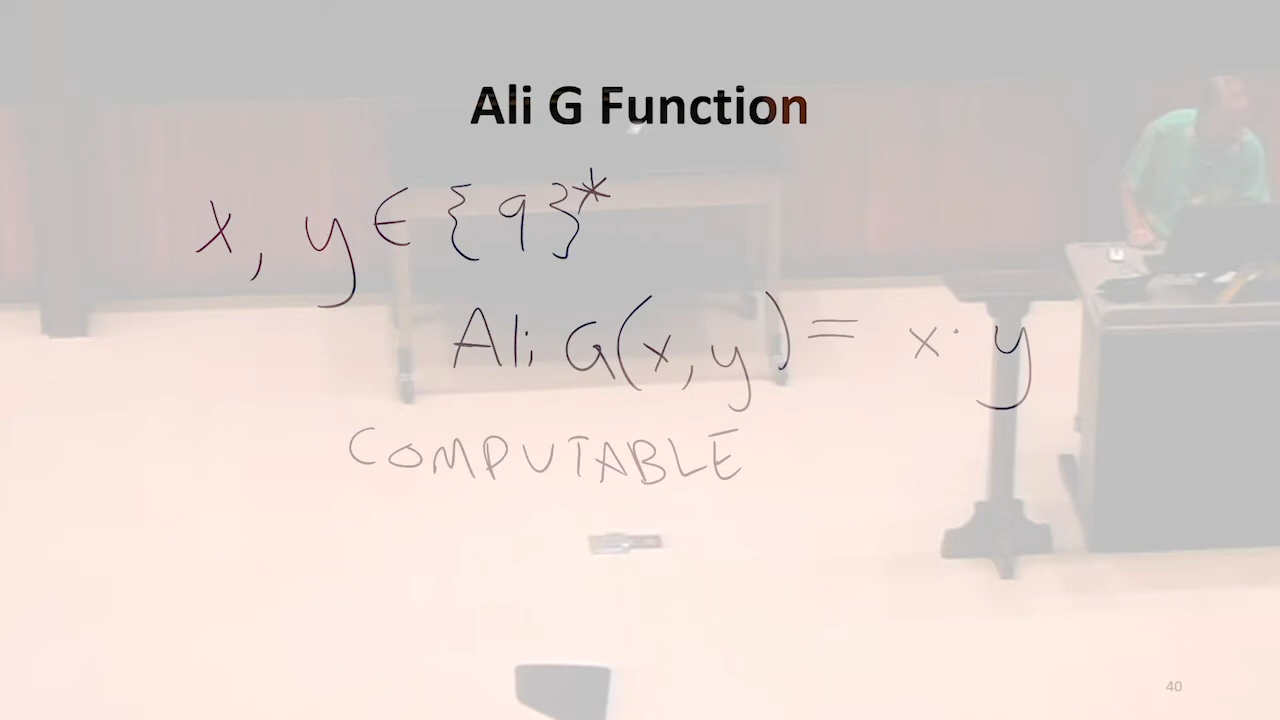 Ali G Function
x, y ∈ {9}*
Ali G(x, y) = x · y
COMPUTABLE
40